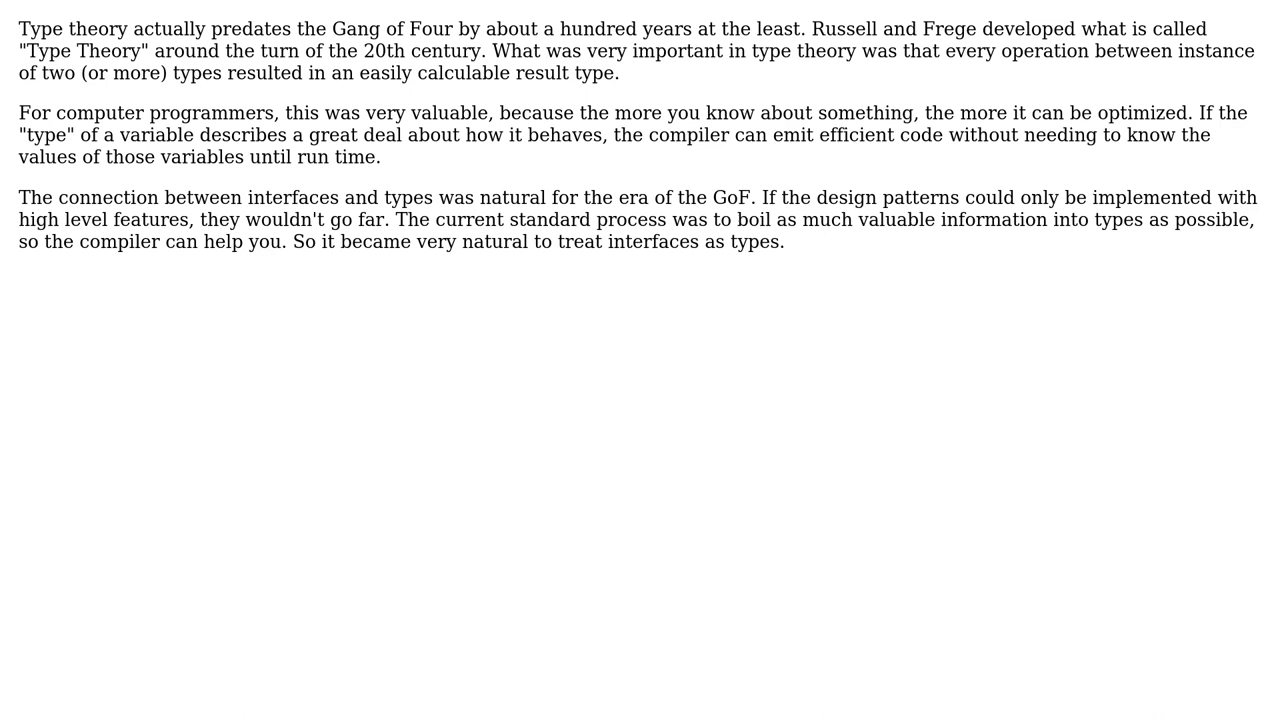 Type theory actually predates the Gang of Four by about a hundred years at the least. Russell and Frege developed what is called
"Type Theory" around the turn of the 20th century. What was very important in type theory was that every operation between instance
of two (or more) types resulted in an easily calculable result type.
For computer programmers, this was very valuable, because the more you know about something, the more it can be optimized. If the
"type" of a variable describes a great deal about how it behaves, the compiler can emit efficient code without needing to know the
values of those variables until run time.
The connection between interfaces and types was natural for the era of the GoF. If the design patterns could only be implemented with
high level features, they wouldn't go far. The current standard process was to boil as much valuable information into types as possible,
so the compiler can help you. So it became very natural to treat interfaces as types.